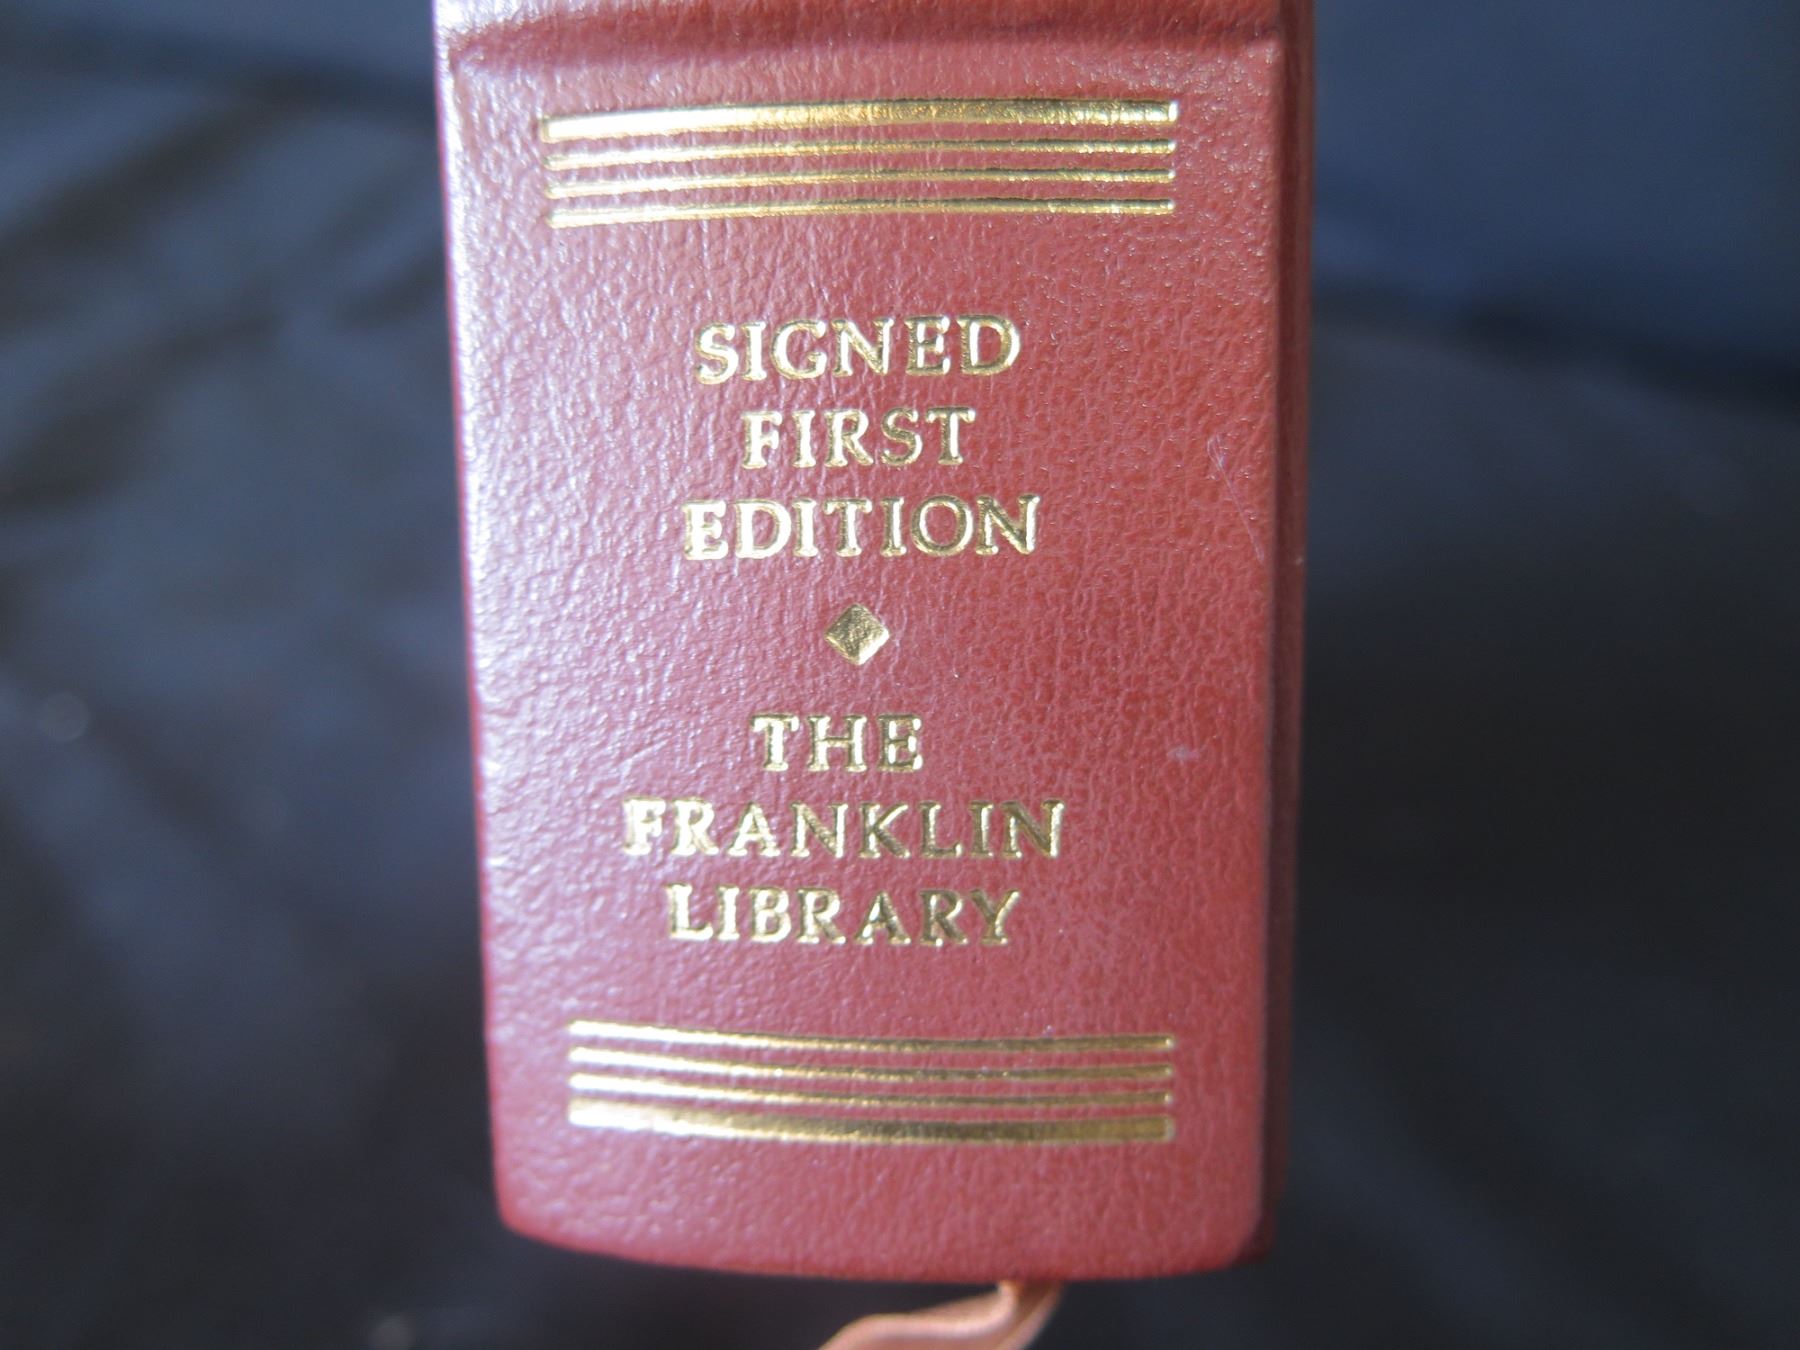 SIGNED
FIRST
EDITION
THE
FRANKLIN
LIBRARY